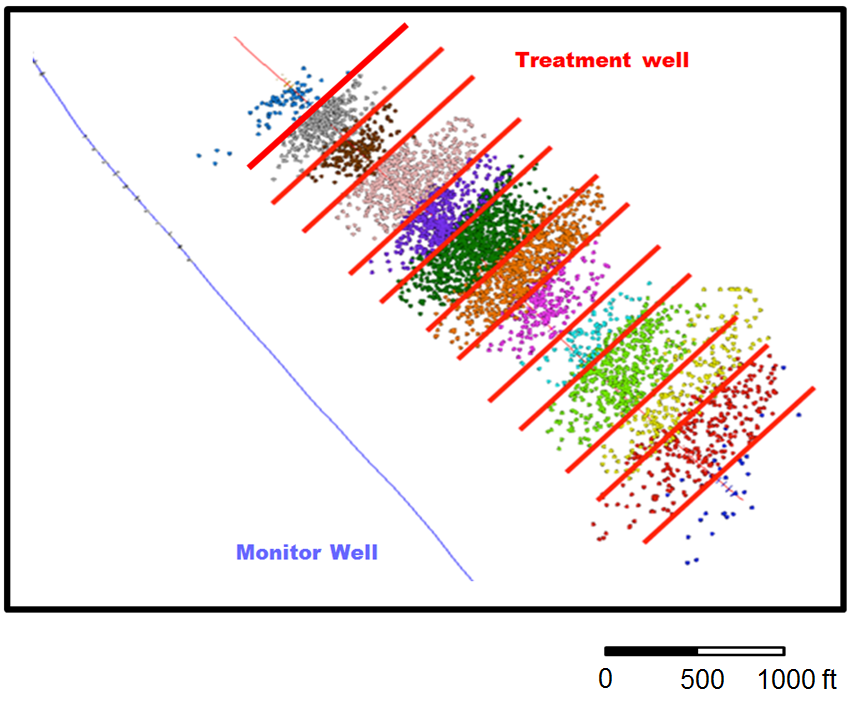 Treatment well
Monitor Well
0 500 1000 ft